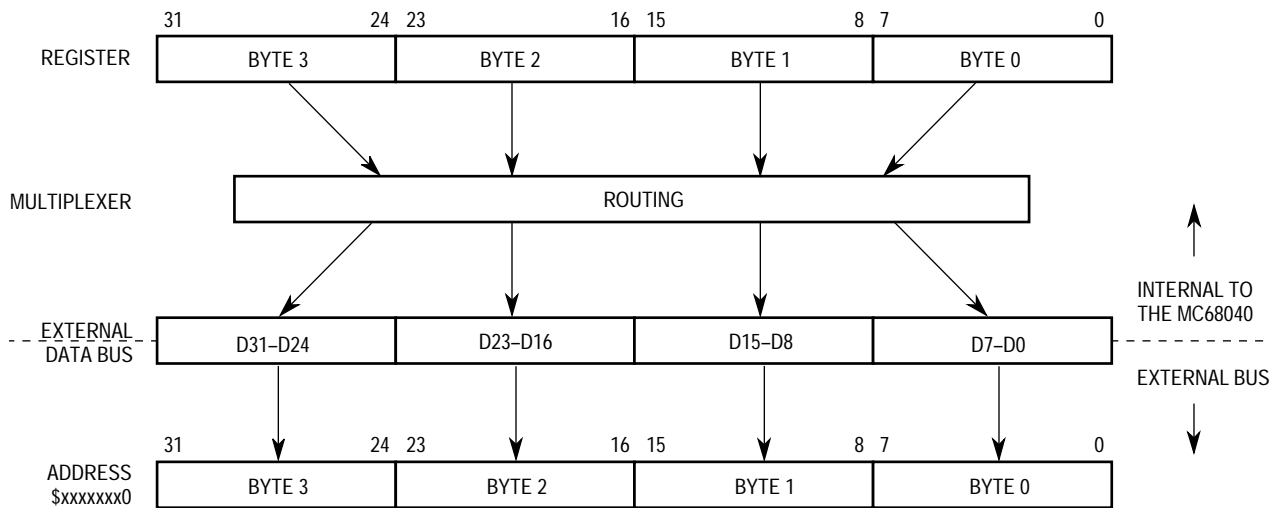 31 24 23 16 15 8 7 0
REGISTER BYTE 3 BYTE 2 BYTE 1 BYTE 0
MULTIPLEXER ROUTING
INTERNAL TO
THE MC68040
EXTERNAL
DATA BUS
D31–D24 D23–D16 D15–D8 D7–D0
EXTERNAL BUS
31 24 23 16 15 8 7 0
ADDRESS
$xxxxxxx0
BYTE 3 BYTE 2 BYTE 1 BYTE 0